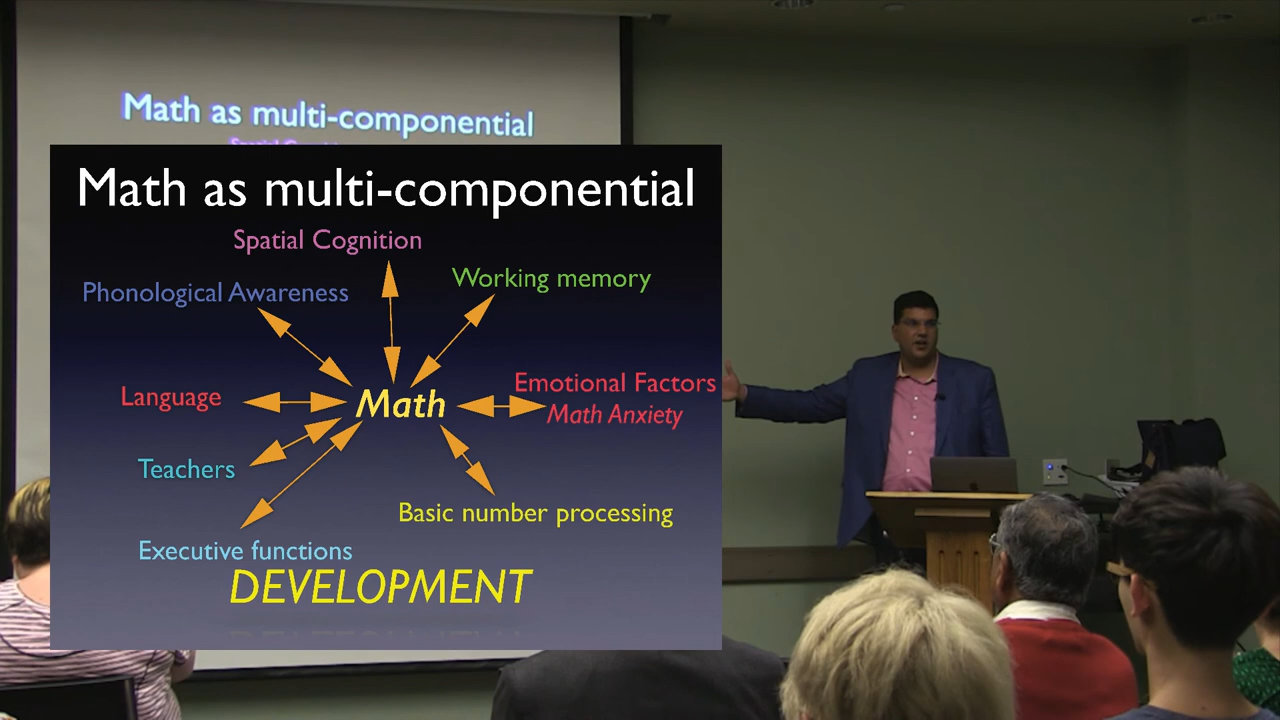 Math as multi-componential
Math as multi-componential
Spatial Cognition
Working memory
Phonological Awareness
Emotional Factors
Language
Math
Math Anxiety
Teachers
Basic number processing
Executive functions
DEVELOPMENT